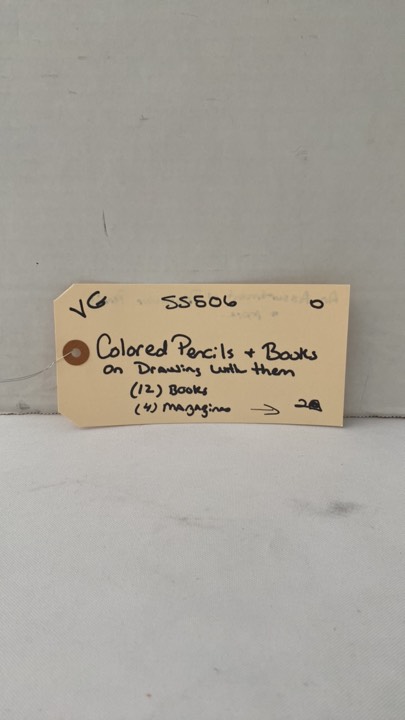 VG SS506 0
Colored Pencils + Books
on Drawing with them
(12) Books
(4) Magazines →